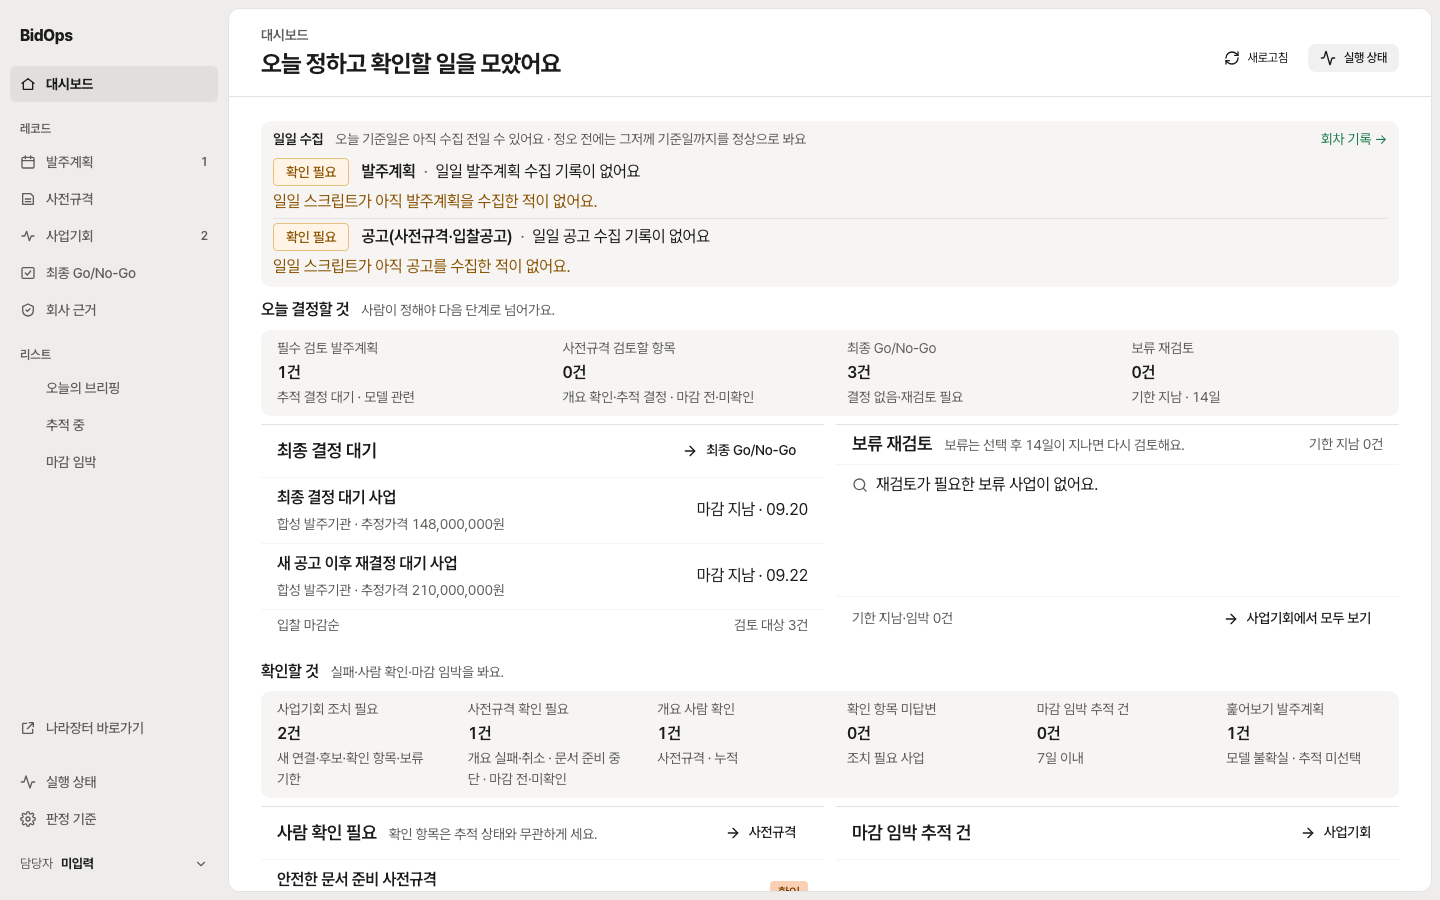 BidOps
대시보드
레코드
발주계획 1
사전규격
사업기회 2
최종 Go/No-Go
회사 근거
리스트
오늘의 브리핑
추적 중
마감 임박
나라장터 바로가기
실행 상태
판정 기준
담당자 미입력
대시보드
오늘 정하고 확인할 일을 모았어요
새로고침
실행 상태
일일 수집 오늘 기준일은 아직 수집 전일 수 있어요 · 정오 전에는 그저께 기준일까지를 정상으로 봐요
회차 기록 →
확인 필요 발주계획 · 일일 발주계획 수집 기록이 없어요
일일 스크립트가 아직 발주계획을 수집한 적이 없어요.
확인 필요 공고(사전규격·입찰공고) · 일일 공고 수집 기록이 없어요
일일 스크립트가 아직 공고를 수집한 적이 없어요.
오늘 결정할 것 사람이 정해야 다음 단계로 넘어가요.
필수 검토 발주계획
1건
추적 결정 대기 · 모델 관련
사전규격 검토할 항목
0건
개요 확인·추적 결정 · 마감 전·미확인
최종 Go/No-Go
3건
결정 없음·재검토 필요
보류 재검토
0건
기한 지남 · 14일
최종 결정 대기
→ 최종 Go/No-Go
최종 결정 대기 사업
합성 발주기관 · 추정가격 148,000,000원
마감 지남 · 09.20
새 공고 이후 재결정 대기 사업
합성 발주기관 · 추정가격 210,000,000원
마감 지남 · 09.22
입찰 마감순
검토 대상 3건
보류 재검토 보류는 선택 후 14일이 지나면 다시 검토해요.
기한 지남 0건
재검토가 필요한 보류 사업이 없어요.
기한 지남·임박 0건
→ 사업기회에서 모두 보기
확인할 것 실패·사람 확인·마감 임박을 봐요.
사업기회 조치 필요
2건
새 연결·후보·확인 항목·보류
기한
사전규격 확인 필요
1건
개요 실패·취소 · 문서 준비 중
단 · 마감 전·미확인
개요 사람 확인
1건
사전규격 · 누적
확인 항목 미답변
0건
조치 필요 사업
마감 임박 추적 건
0건
7일 이내
훑어보기 발주계획
1건
모델 불확실 · 추적 미선택
사람 확인 필요 확인 항목은 추적 상태와 무관하게 세요.
→ 사전규격
안전한 문서 준비 사전규격
마감 임박 추적 건
→ 사업기회